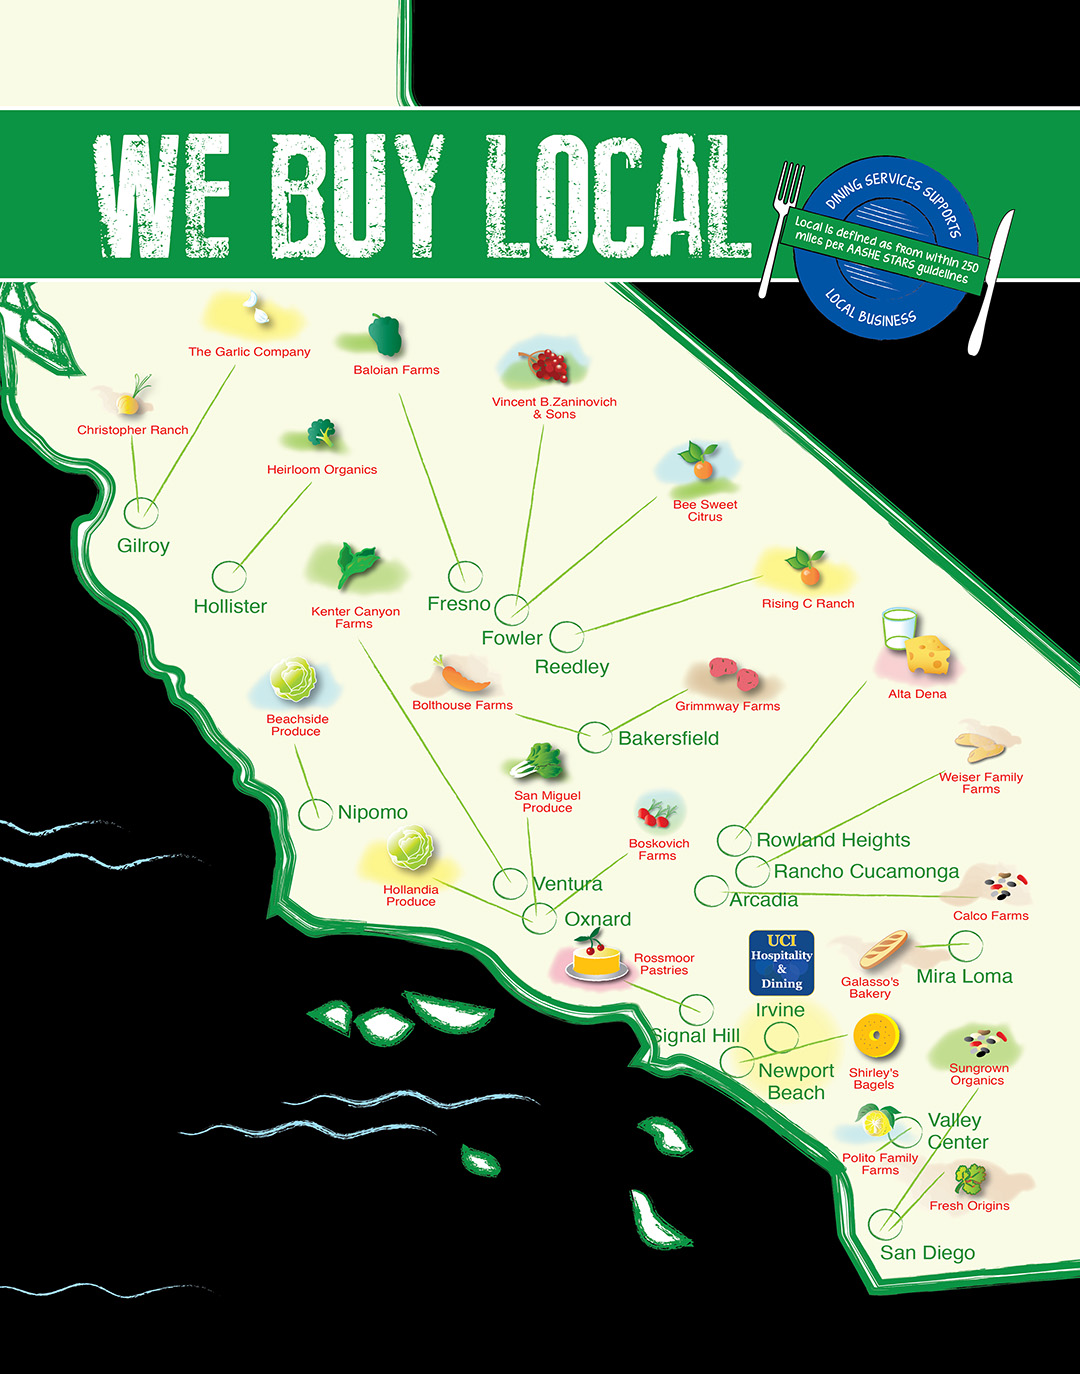 WE BUY LOCAL
DINING SERVICES SUPPORTS
Local is defined as from within 250
miles per AASHE STARS guidelines
LOCAL BUSINESS
The Garlic Company
Baloian Farms
Vincent B.Zaninovich
& Sons
Christopher Ranch
Heirloom Organics
Bee Sweet
Citrus
Gilroy
Hollister
Kenter Canyon
Farms
Fresno
Fowler
Reedley
Rising C Ranch
Beachside
Produce
Bolthouse Farms
Grimmway Farms
Alta Dena
Bakersfield
Weiser Family
Farms
San Miguel
Produce
Nipomo
Boskovich
Farms
Rowland Heights
Rancho Cucamonga
Hollandia
Produce
Ventura
Arcadia
Oxnard
Calco Farms
UCI
Hospitality
&
Dining
Rossmoor
Pastries
Galasso's
Bakery
Mira Loma
Irvine
Signal Hill
Newport
Beach
Shirley's
Bagels
Sungrown
Organics
Valley
Center
Polito Family
Farms
Fresh Origins
San Diego